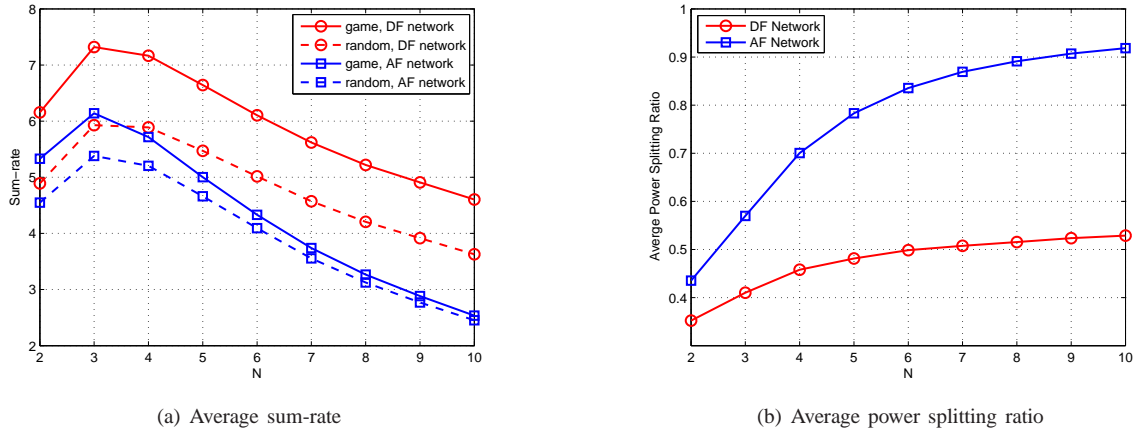 8
7
6
5
4
3
2
Sum-rate
2 3 4 5 6 7 8 9 10
N
game, DF network
random, DF network
game, AF network
random, AF network
(a) Average sum-rate
1
0.9
0.8
0.7
0.6
0.5
0.4
Averge Power Splitting Ratio
2 3 4 5 6 7 8 9 10
N
DF Network
AF Network
(b) Average power splitting ratio